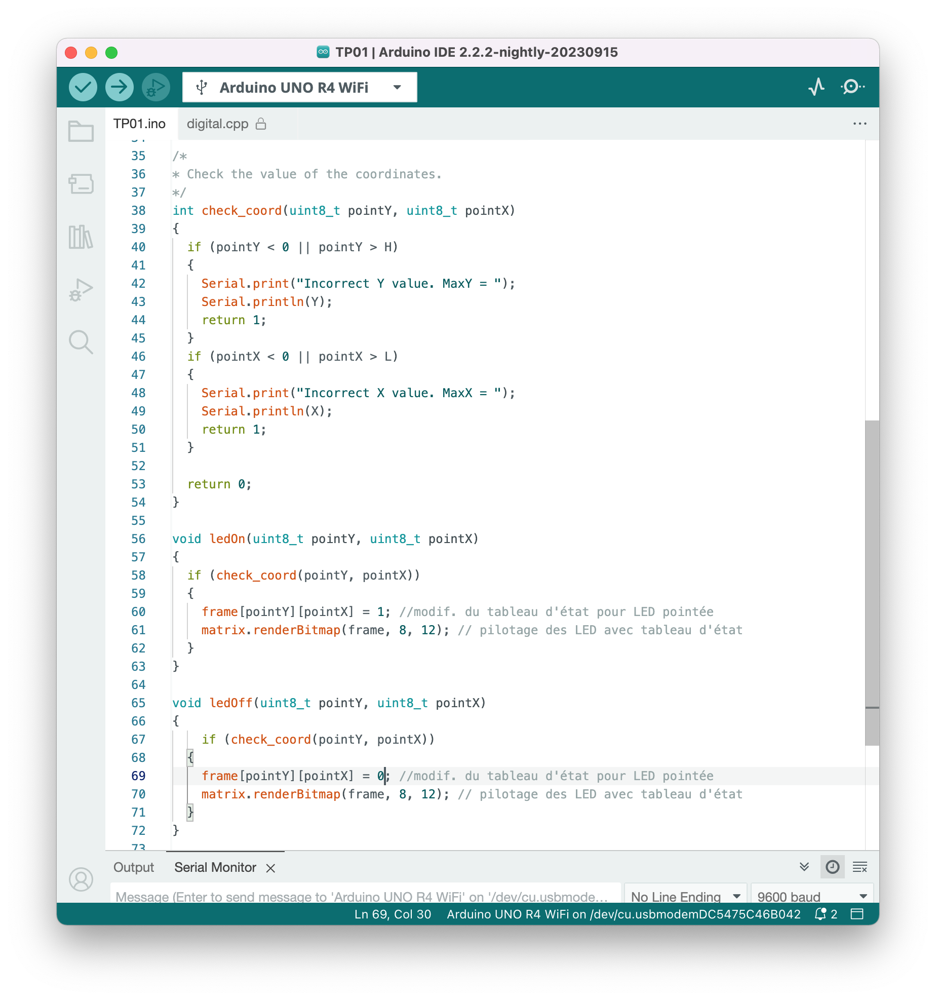 TP01 | Arduino IDE 2.2.2-nightly-20230915
Arduino UNO R4 WiFi
TP01.ino digital.cpp
35 /*
36 * Check the value of the coordinates.
37 */
38 int check_coord(uint8_t pointY, uint8_t pointX)
39 {
40 if (pointY < 0 || pointY > H)
41 {
42 Serial.print("Incorrect Y value. MaxY = ");
43 Serial.println(Y);
44 return 1;
45 }
46 if (pointX < 0 || pointX > L)
47 {
48 Serial.print("Incorrect X value. MaxX = ");
49 Serial.println(X);
50 return 1;
51 }
52
53 return 0;
54 }
55
56 void ledOn(uint8_t pointY, uint8_t pointX)
57 {
58 if (check_coord(pointY, pointX))
59 {
60 frame[pointY][pointX] = 1; //modif. du tableau d'état pour LED pointée
61 matrix.renderBitmap(frame, 8, 12); // pilotage des LED avec tableau d'état
62 }
63 }
64
65 void ledOff(uint8_t pointY, uint8_t pointX)
66 {
67 if (check_coord(pointY, pointX))
68 {
69 frame[pointY][pointX] = 0; //modif. du tableau d'état pour LED pointée
70 matrix.renderBitmap(frame, 8, 12); // pilotage des LED avec tableau d'état
71 }
72 }
73
Output Serial Monitor
Message (Enter to send message to 'Arduino UNO R4 WiFi' on '/dev/cu.usbmode... No Line Ending 9600 baud
Ln 69, Col 30 Arduino UNO R4 WiFi on /dev/cu.usbmodemDC5475C46B042 2